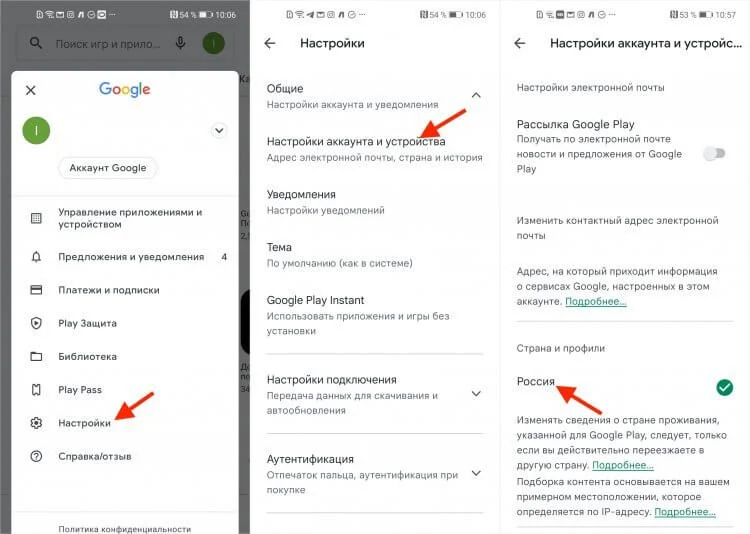 54 % 10:06
Поиск игр и прило...
I
Ка
Google
I
Аккаунт Google
Управление приложениями и
устройством
Предложения и уведомления 4
Платежи и подписки
Play Защита
Библиотека
Play Pass
Настройки
Справка/отзыв
Политика конфиденциальности
54 % 10:06
Настройки
Общие
Настройки аккаунта и уведомления
Настройки аккаунта и устройства
Адрес электронной почты, страна и история
Уведомления
Настройки уведомлений
Тема
По умолчанию (как в системе)
Google Play Instant
Использовать приложения и игры без
установки
Настройки подключения
Передача данных для скачивания и
автообновления
Аутентификация
Отпечаток пальца, аутентификация при
покупке
53 % 10:57
Настройки аккаунта и устройс...
Настройки электронной почты
Рассылка Google Play
Получать по электронной почте
новости и предложения от Google
Play
Изменить контактный адрес электронной
почты
Адрес, на который приходит информация
о сервисах Google, настроенных в этом
аккаунте. Подробнее...
Страна и профили
Россия
Изменять сведения о стране проживания,
указанной для Google Play, следует, только
если вы действительно переезжаете в
другую страну. Подробнее...
Подборка контента основывается на вашем
примерном местоположении, которое
определяется по IP-адресу. Подробнее...